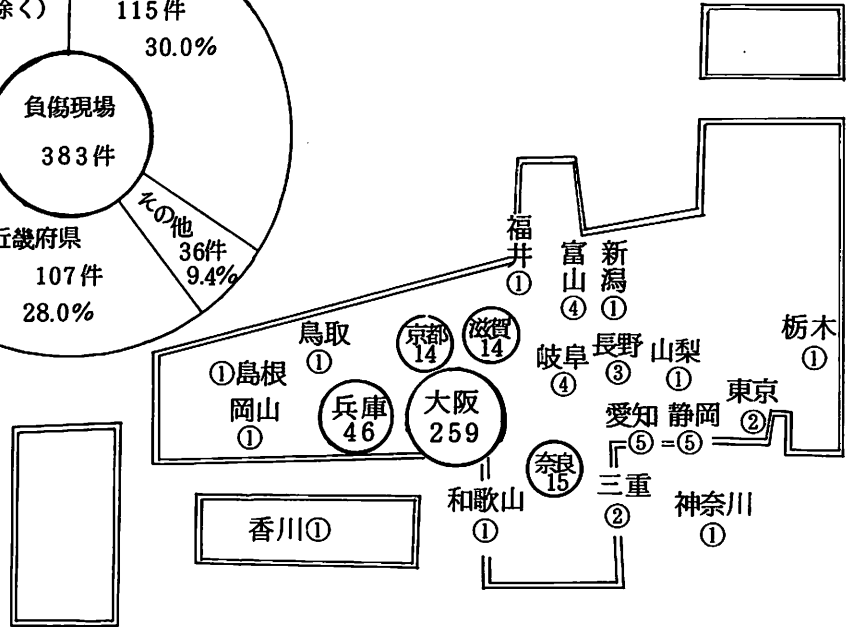 除く）
115件
30.0%
負傷現場
383件
その他
36件
9.4%
近畿府県
107件
28.0%
福井
①
富山
④
新潟
①
鳥取
①
京都
14
滋賀
14
岐阜
④
長野
③
山梨
①
栃木
①
①島根
岡山
①
兵庫
46
大阪
259
愛知
⑤
静岡
⑤
東京
②
奈良
15
和歌山
①
三重
②
神奈川
①
香川①